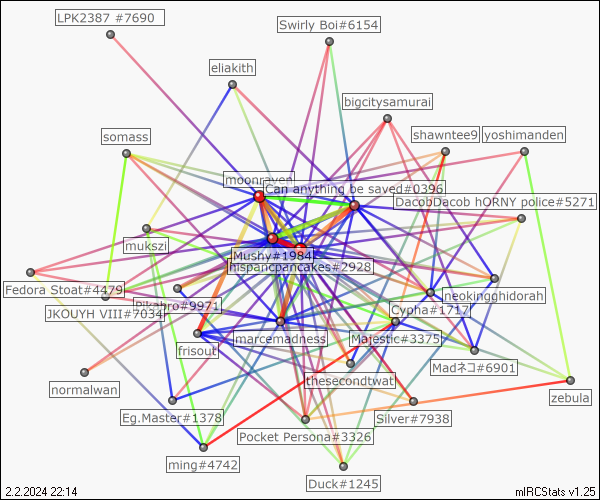 LPK2387 #7690
Swirly Boi#6154
eliakith
bigcitysamurai
somass
shawntee9
yoshimanden
moonraven
Can anything be saved#0396
DacobDacob hORNY police#5271
mukszi
Mushy#1984
hispancpancakes#2928
Fedora Stoat#4479
Pikabro#9971
neokingghidorah
JKOUYH VIII#7034
Cypha#1717
frisout
marcemadness
Majestic#3375
Madネコ#6901
normalwan
thesecondtwat
zebula
Eg.Master#1378
Silver#7938
Pocket Persona#3326
ming#4742
Duck#1245
2.2.2024 22:14
mIRCStats v1.25